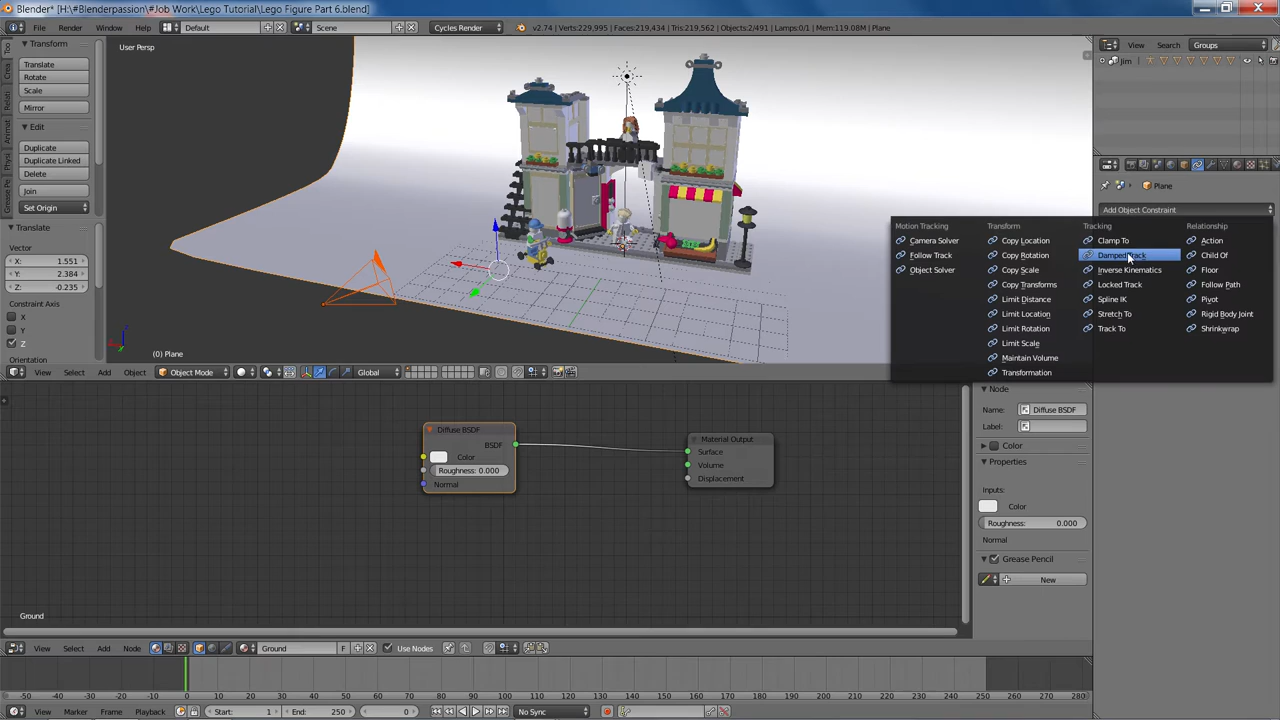 Blender* [H:\#Blenderpassion\#Job Work\Lego Tutorial\Lego Figure Part 6.blend]
File Render Window Help Default Scene Cycles Render v2.74 | Verts:229,995 | Faces:219,434 | Tris:219,562 | Objects:2/491 | Lamps:0/1 | Mem:119.08M | Plane
View Search Groups
Jim
User Persp
Transform
Translate
Rotate
Scale
Mirror
Edit
Duplicate
Duplicate Linked
Delete
Join
Set Origin
Translate
Vector
X: 1.551
Y: 2.384
Z: -0.235
Constraint Axis
X
Y
Z
Orientation
(0) Plane
Plane
Add Object Constraint
Motion Tracking Transform Tracking Relationship
Camera Solver Copy Location Clamp To Action
Follow Track Copy Rotation Damped Track Child Of
Object Solver Copy Scale Inverse Kinematics Floor
Copy Transforms Locked Track Follow Path
Limit Distance Spline IK Pivot
Limit Location Stretch To Rigid Body Joint
Limit Rotation Track To Shrinkwrap
Limit Scale
Maintain Volume
Transformation
View Select Add Object Object Mode Global
Diffuse BSDF
BSDF
Color
Roughness: 0.000
Normal
Material Output
Surface
Volume
Displacement
Node
Name: Diffuse BSDF
Label:
Color
Properties
Inputs:
Color
Roughness: 0.000
Normal
Grease Pencil
New
Ground
View Select Add Node Ground F Use Nodes
-50 -40 -30 -20 -10 0 10 20 30 40 50 60 70 80 90 100 110 120 130 140 150 160 170 180 190 200 210 220 230 240 250 260 270 280
View Marker Frame Playback Start: 1 End: 250 0 No Sync